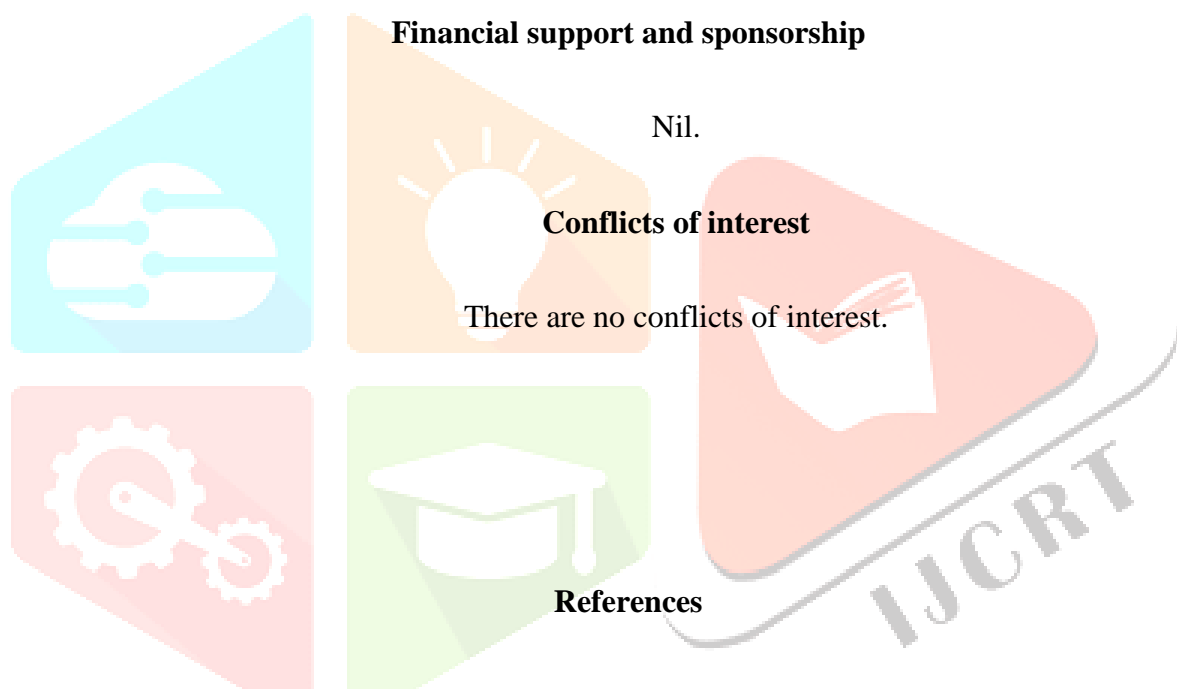 Financial support and sponsorship
Nil.
Conflicts of interest
There are no conflicts of interest.
IJCRT
References